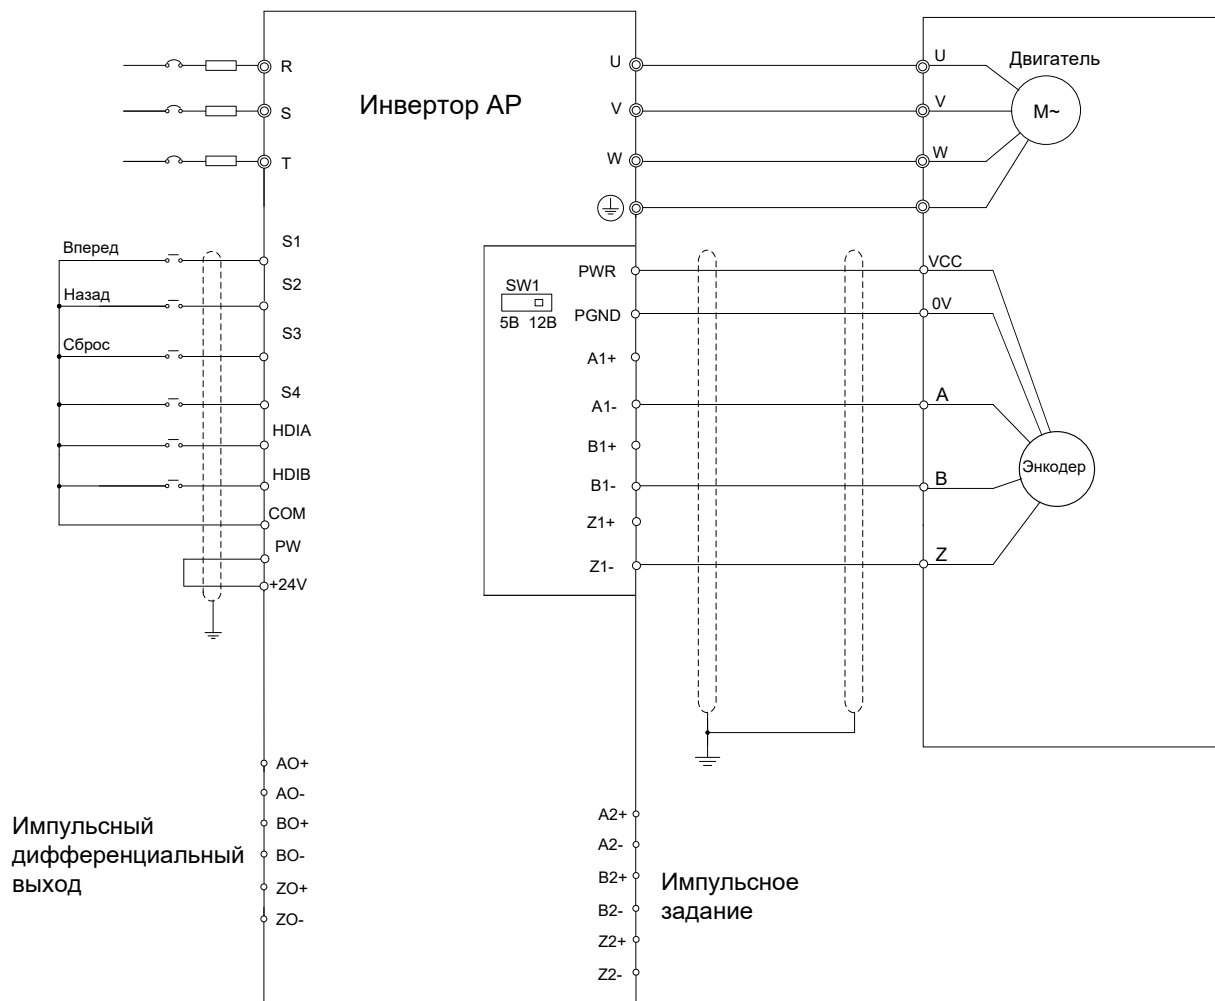 R
S
T
Инвертор АР
U
V
W
U
V
W
Двигатель
M~
Вперед
Назад
Сброс
S1
S2
S3
S4
HDIA
HDIB
COM
PW
+24V
SW1
5В 12В
PWR
PGND
A1+
A1-
B1+
B1-
Z1+
Z1-
VCC
0V
A
B
Z
Энкодер
AO+
AO-
BO+
BO-
ZO+
ZO-
Импульсный
дифференциальный
выход
A2+
A2-
B2+
B2-
Z2+
Z2-
Импульсное
задание